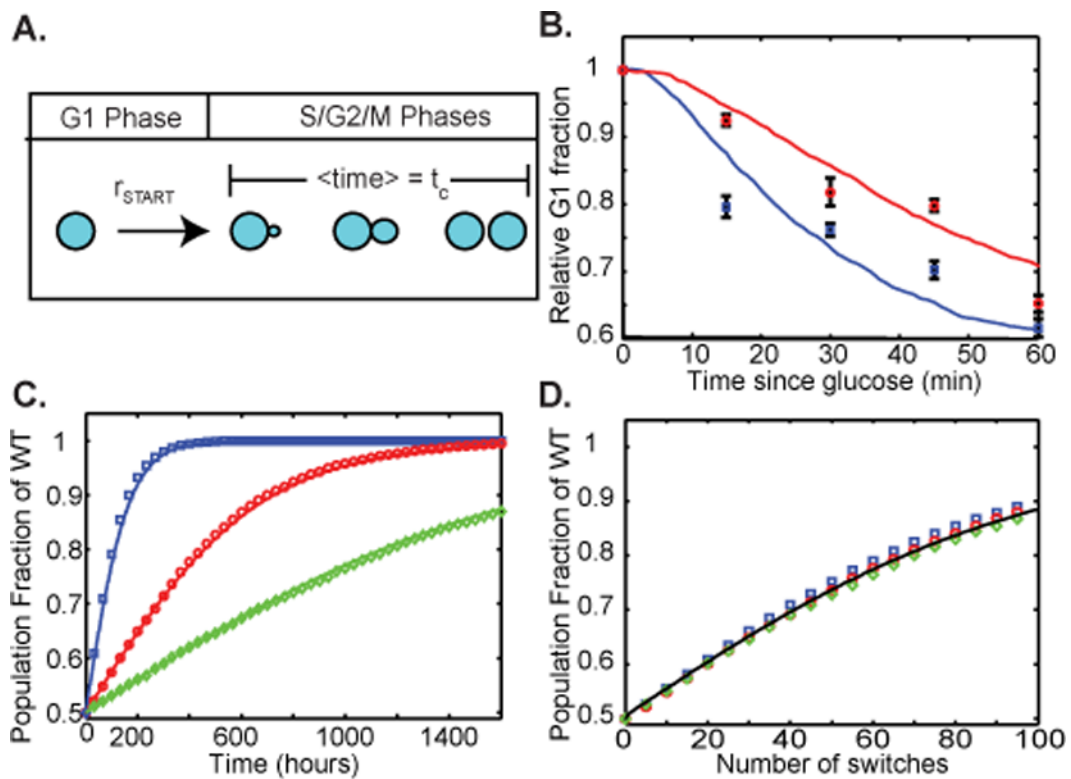 A.
G1 Phase
S/G2/M Phases
rSTART
<time> = tc
B.
Relative G1 fraction
1
0.9
0.8
0.7
0.6
0
10
20
30
40
50
60
Time since glucose (min)
C.
Population Fraction of WT
1
0.9
0.8
0.7
0.6
0.5
0
200
600
1000
1400
Time (hours)
D.
Population Fraction of WT
1
0.9
0.8
0.7
0.6
0.5
0
20
40
60
80
100
Number of switches